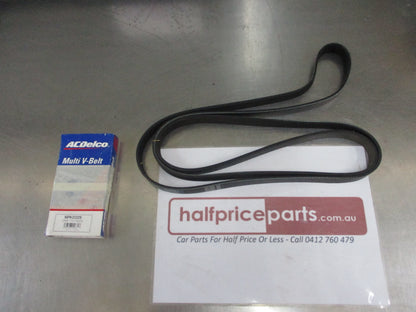 ACDelco
Multi V-Belt
halfpriceparts.com.au
Car Parts For Half Price Or Less - Call 0412 760 479